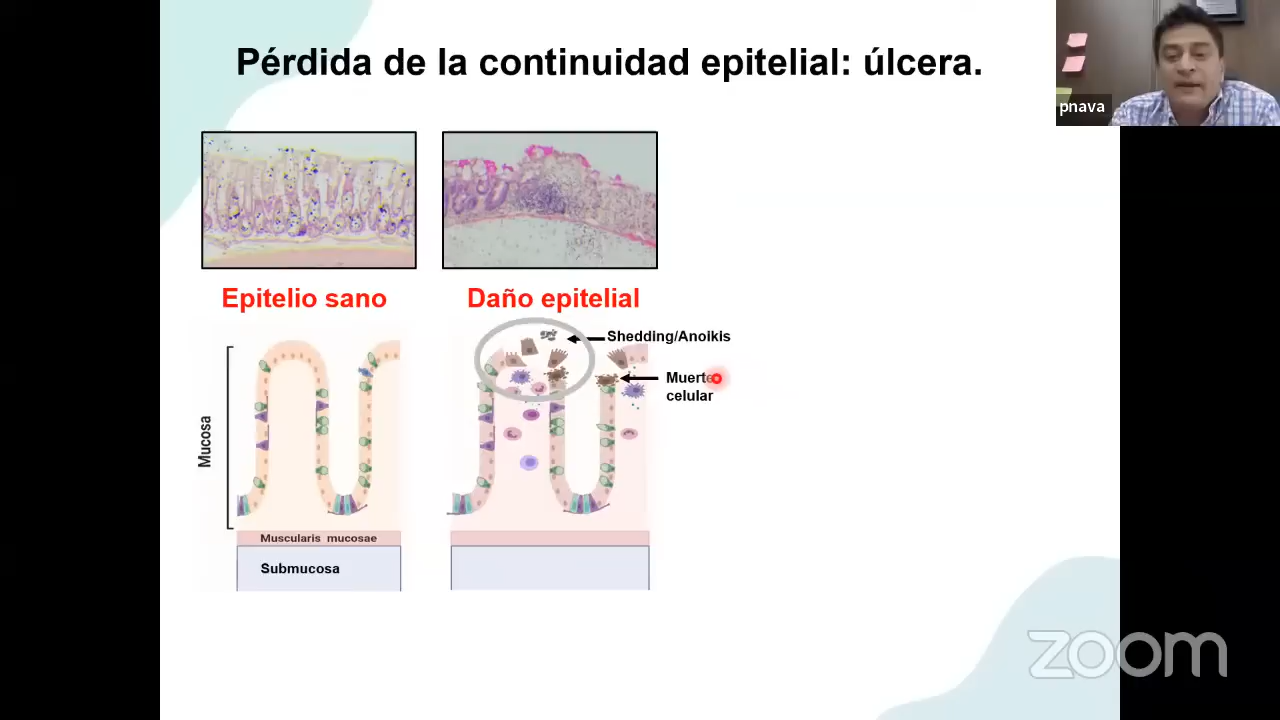 Pérdida de la continuidad epitelial: úlcera.
pnava
Epitelio sano
Daño epitelial
Shedding/Anoikis
Muerte
celular
Mucosa
Muscularis mucosae
Submucosa
zoom